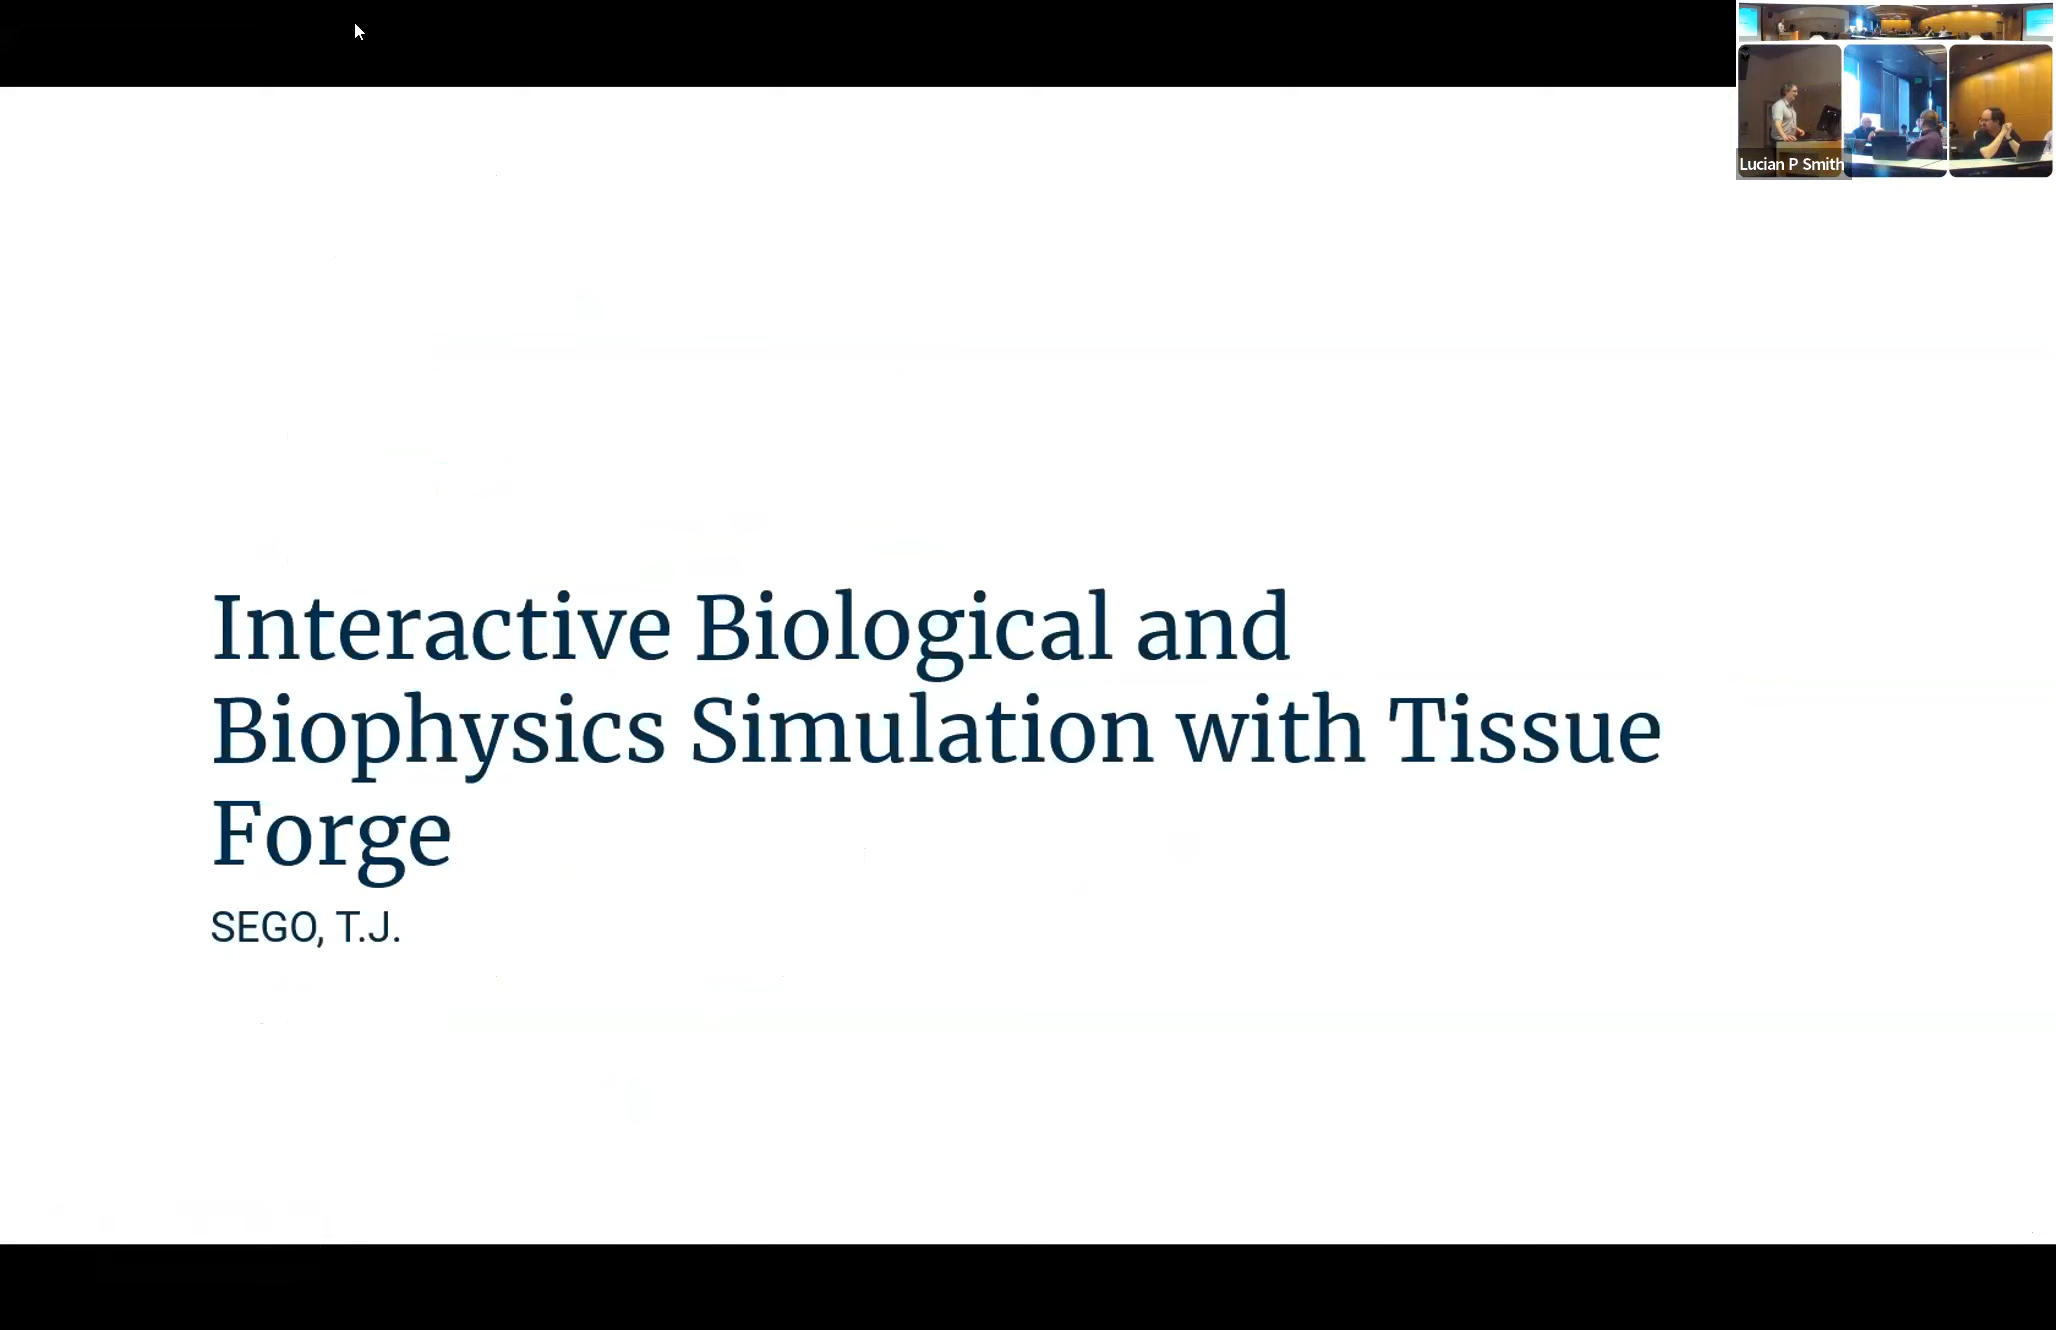 Lucian P Smith
Interactive Biological and
Biophysics Simulation with Tissue
Forge
SEGO, T.J.